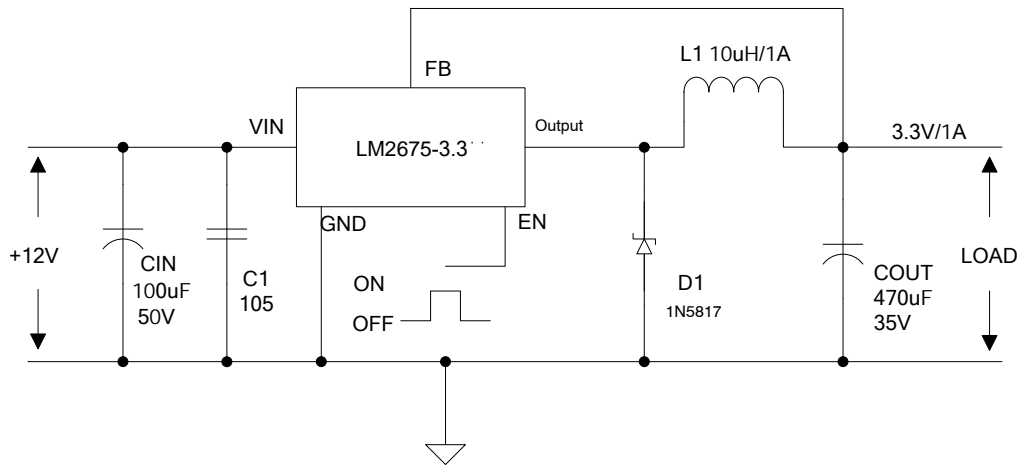 FB
L1 10uH/1A
VIN
Output
3.3V/1A
LM2675-3.3
GND
EN
+12V
CIN
100uF
50V
C1
105
ON
OFF
D1
1N5817
COUT
470uF
35V
LOAD